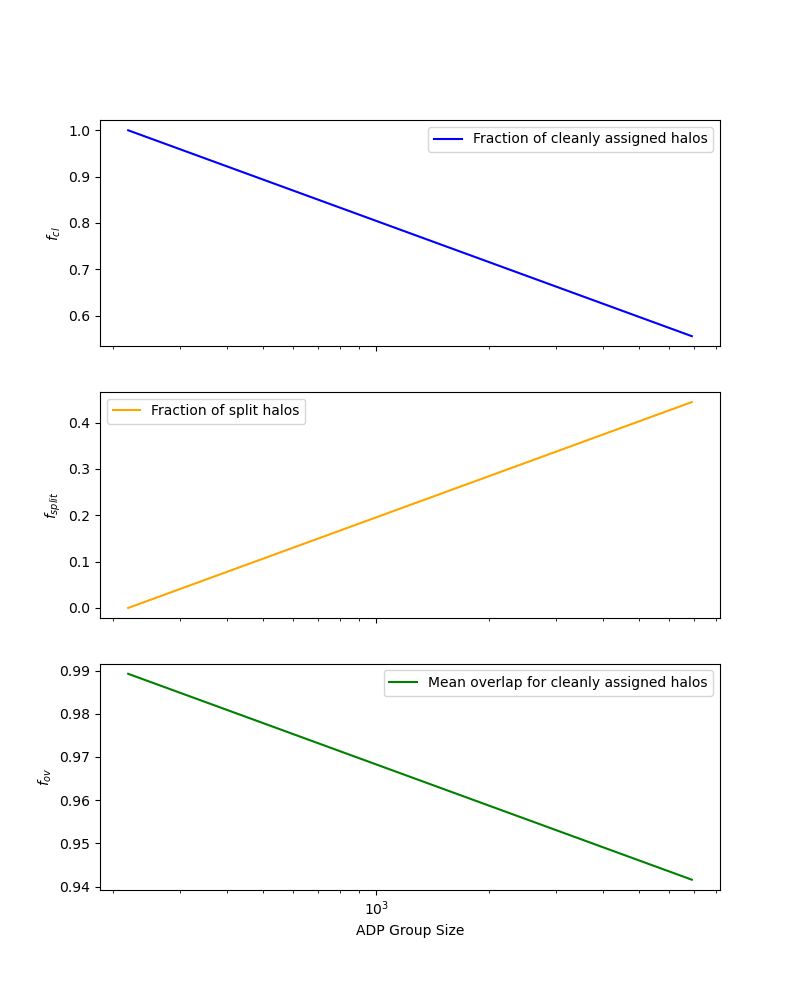 Fraction of cleanly assigned halos
1.0
0.9
0.8
0.7
0.6
f_cl
Fraction of split halos
0.4
0.3
0.2
0.1
0.0
f_split
Mean overlap for cleanly assigned halos
0.99
0.98
0.97
0.96
0.95
0.94
f_ov
10^3
ADP Group Size